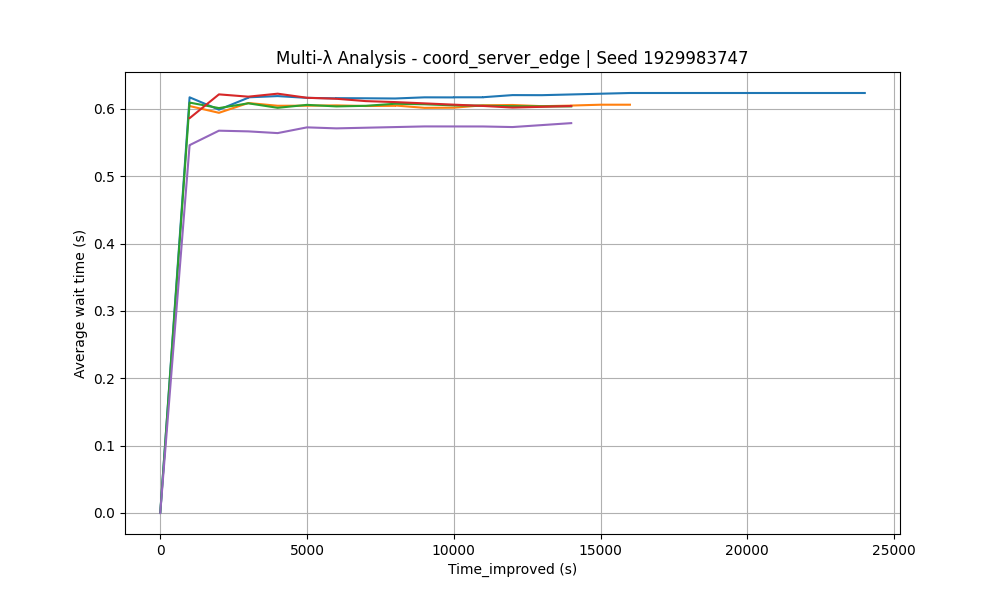 Multi-λ Analysis - coord_server_edge | Seed 1929983747
Average wait time (s)
0.6
0.5
0.4
0.3
0.2
0.1
0.0
0 5000 10000 15000 20000 25000
Time_improved (s)